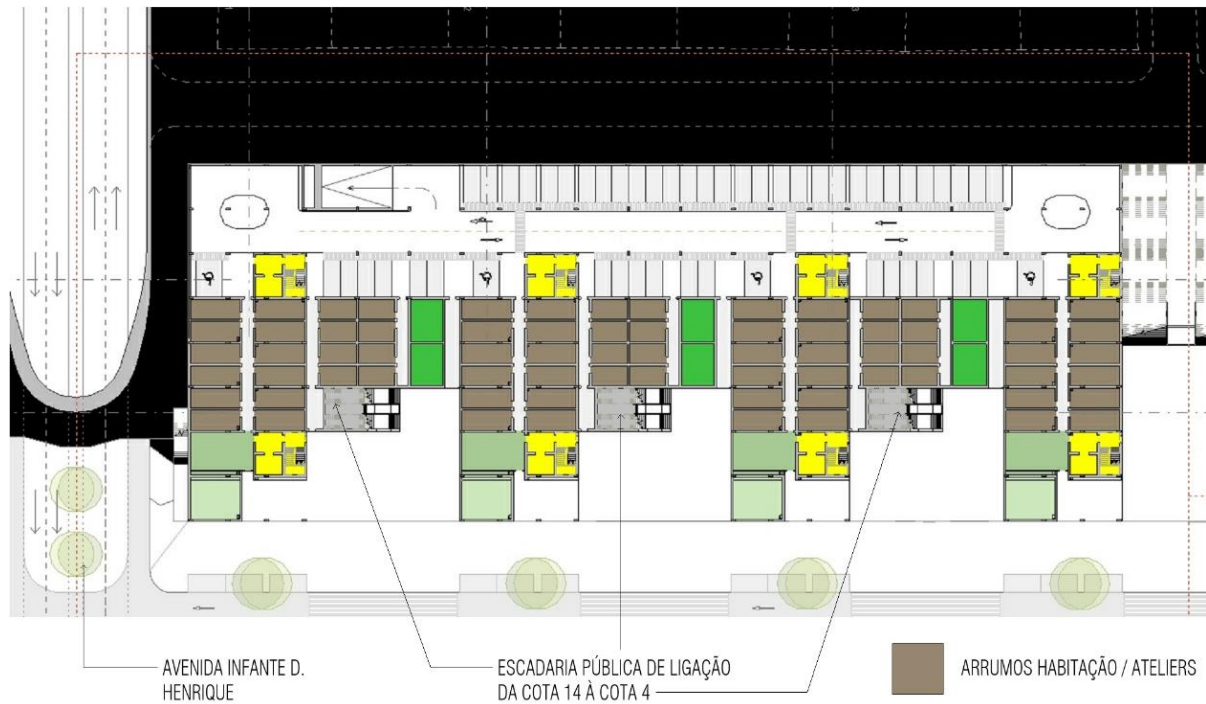 AVENIDA INFANTE D.
HENRIQUE
ESCADARIA PÚBLICA DE LIGAÇÃO
DA COTA 14 À COTA 4
ARRUMOS HABITAÇÃO / ATELIERS